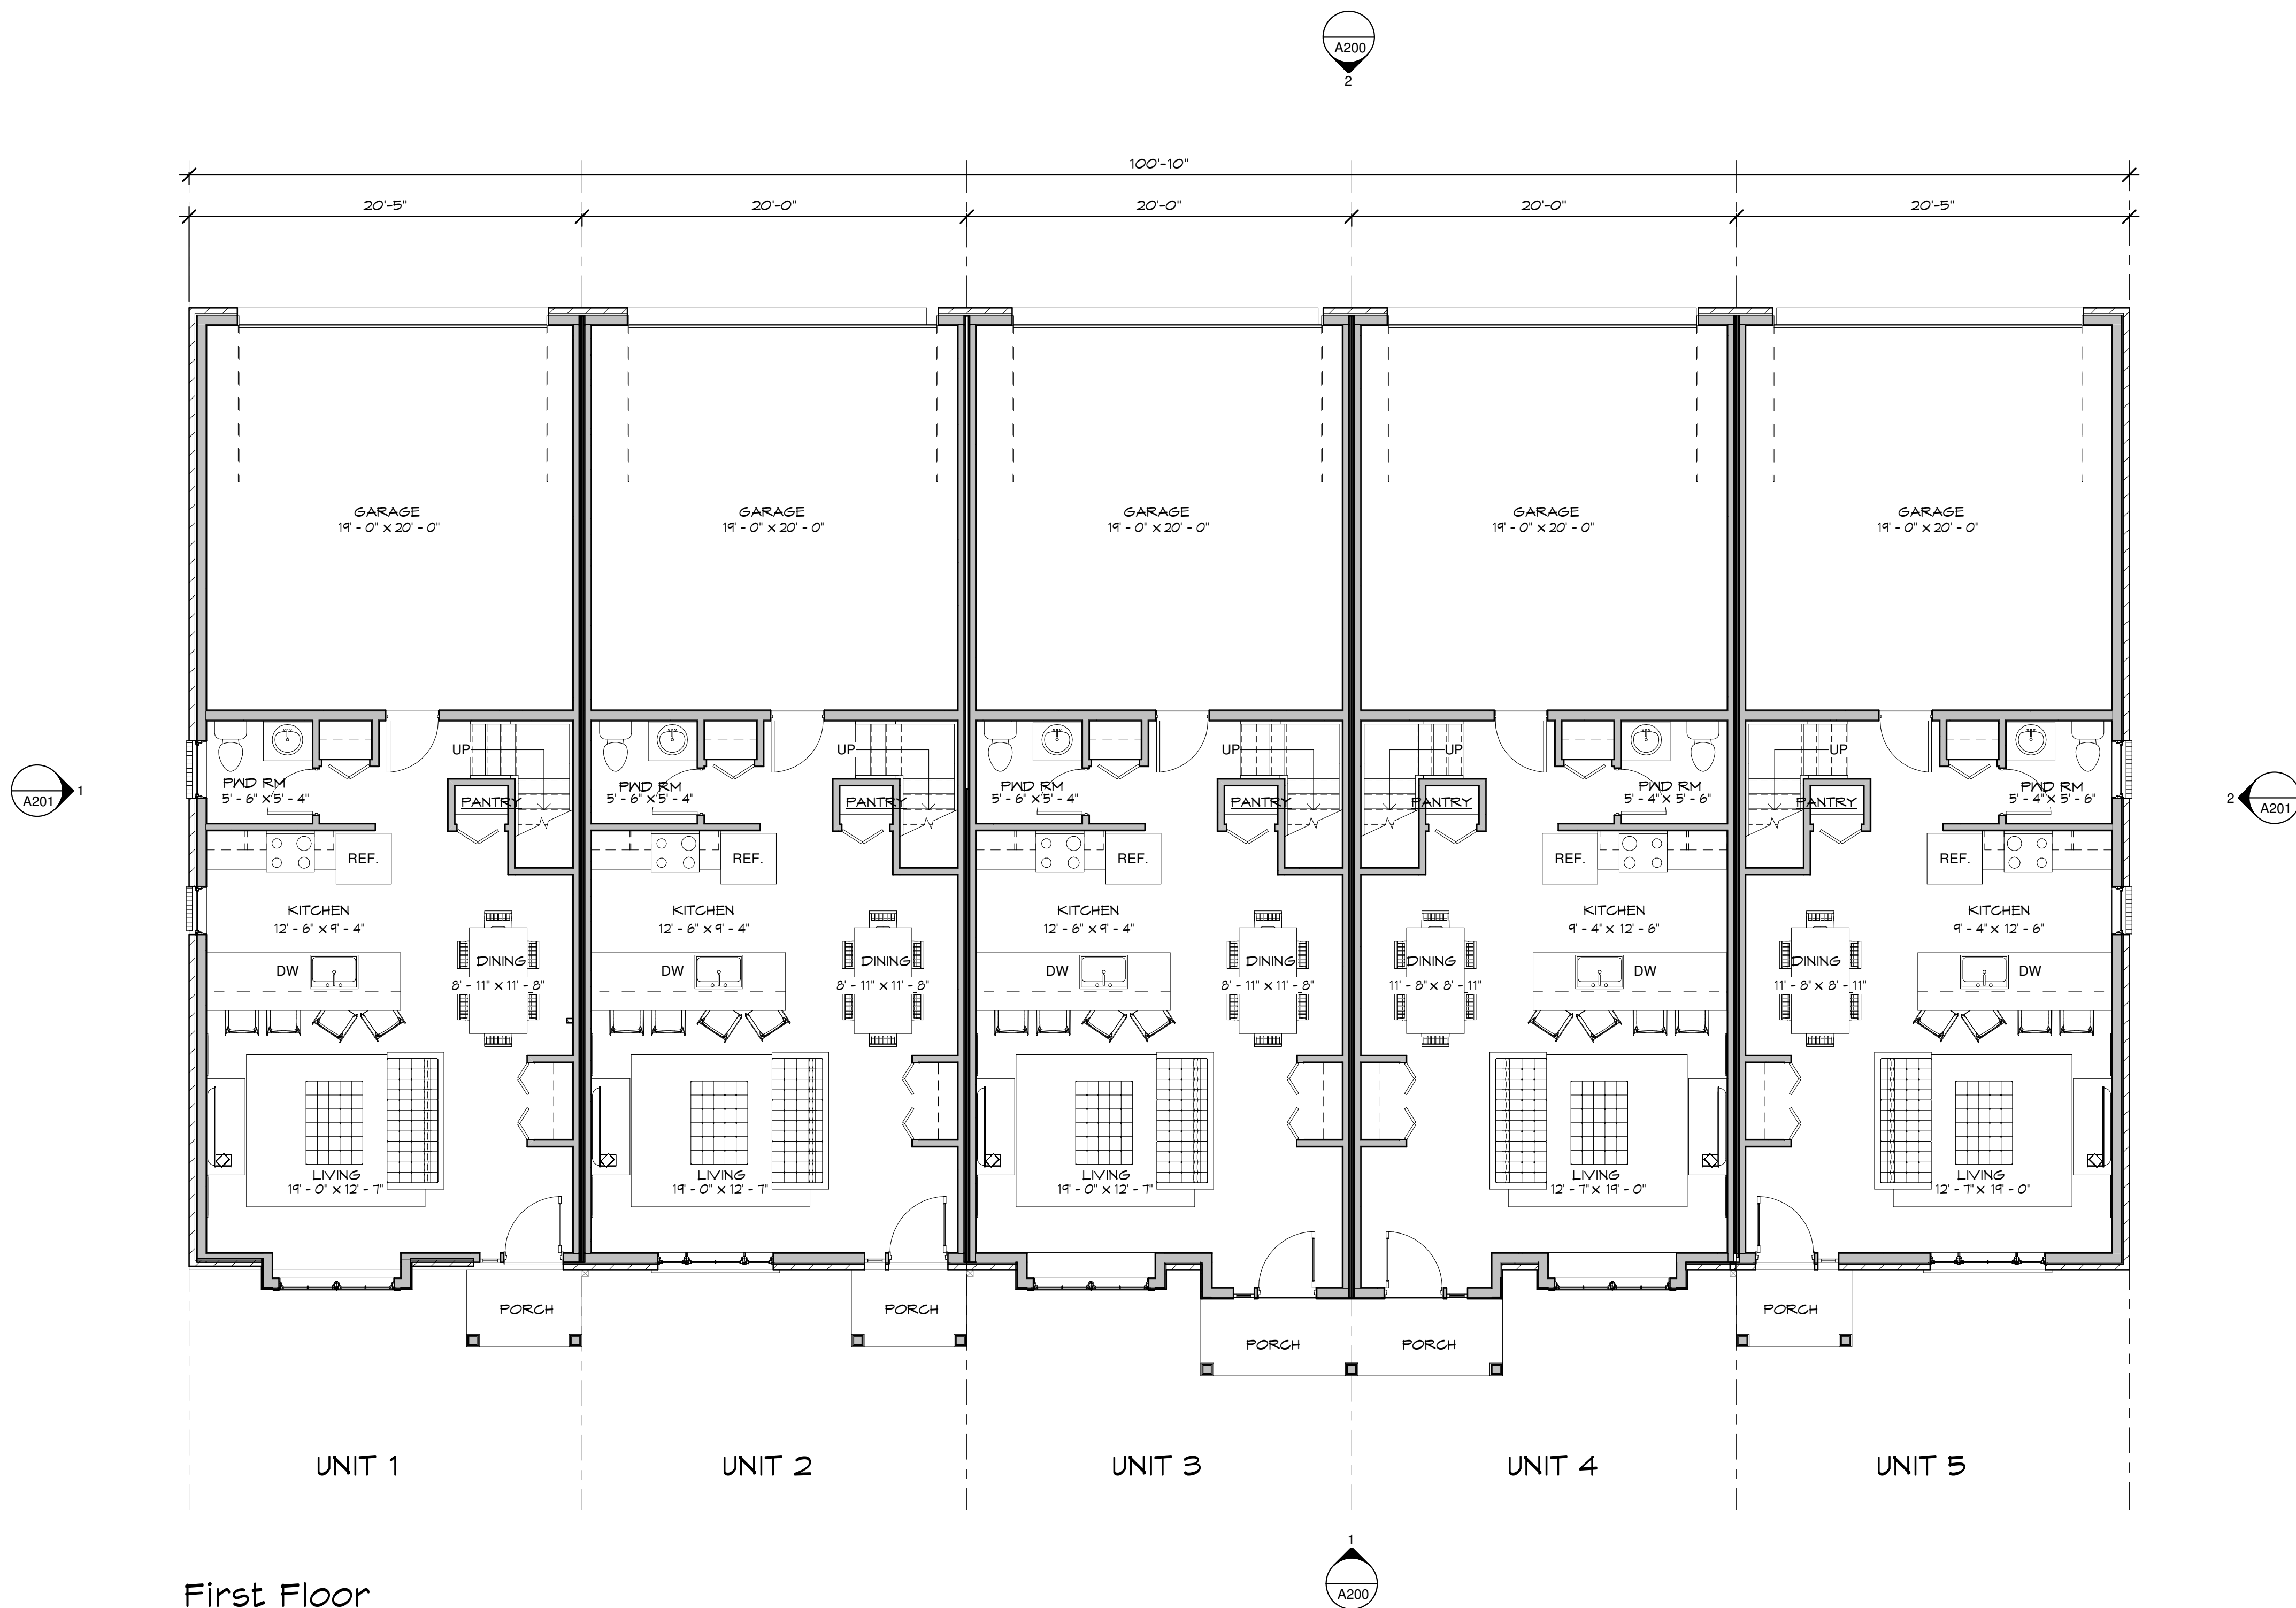 A200
2
100'-10"
20'-5" 20'-0" 20'-0" 20'-0" 20'-5"
GARAGE GARAGE GARAGE GARAGE GARAGE
19' - 0" x 20' - 0" 19' - 0" x 20' - 0" 19' - 0" x 20' - 0" 19' - 0" x 20' - 0" 19' - 0" x 20' - 0"
UP UP UP UP UP
PWD RM PWD RM PWD RM PWD RM PWD RM
5' - 6" x 5' - 4" 5' - 6" x 5' - 4" 5' - 6" x 5' - 4" 5' - 4" x 5' - 6" 5' - 4" x 5' - 6"
A201 1 2 A201
PANTRY PANTRY PANTRY PANTRY PANTRY
REF. REF. REF. REF. REF.
KITCHEN KITCHEN KITCHEN KITCHEN KITCHEN
12' - 6" x 9' - 4" 12' - 6" x 9' - 4" 12' - 6" x 9' - 4" 9' - 4" x 12' - 6" 9' - 4" x 12' - 6"
DINING DINING DINING DINING DINING
DW DW DW DW DW
8' - 11" x 11' - 8" 8' - 11" x 11' - 8" 8' - 11" x 11' - 8" 11' - 8" x 8' - 11" 11' - 8" x 8' - 11"
LIVING LIVING LIVING LIVING LIVING
19' - 0" x 12' - 7" 19' - 0" x 12' - 7" 19' - 0" x 12' - 7" 12' - 7" x 19' - 0" 12' - 7" x 19' - 0"
PORCH PORCH PORCH
PORCH PORCH
UNIT 1 UNIT 2 UNIT 3 UNIT 4 UNIT 5
1
A200
First Floor